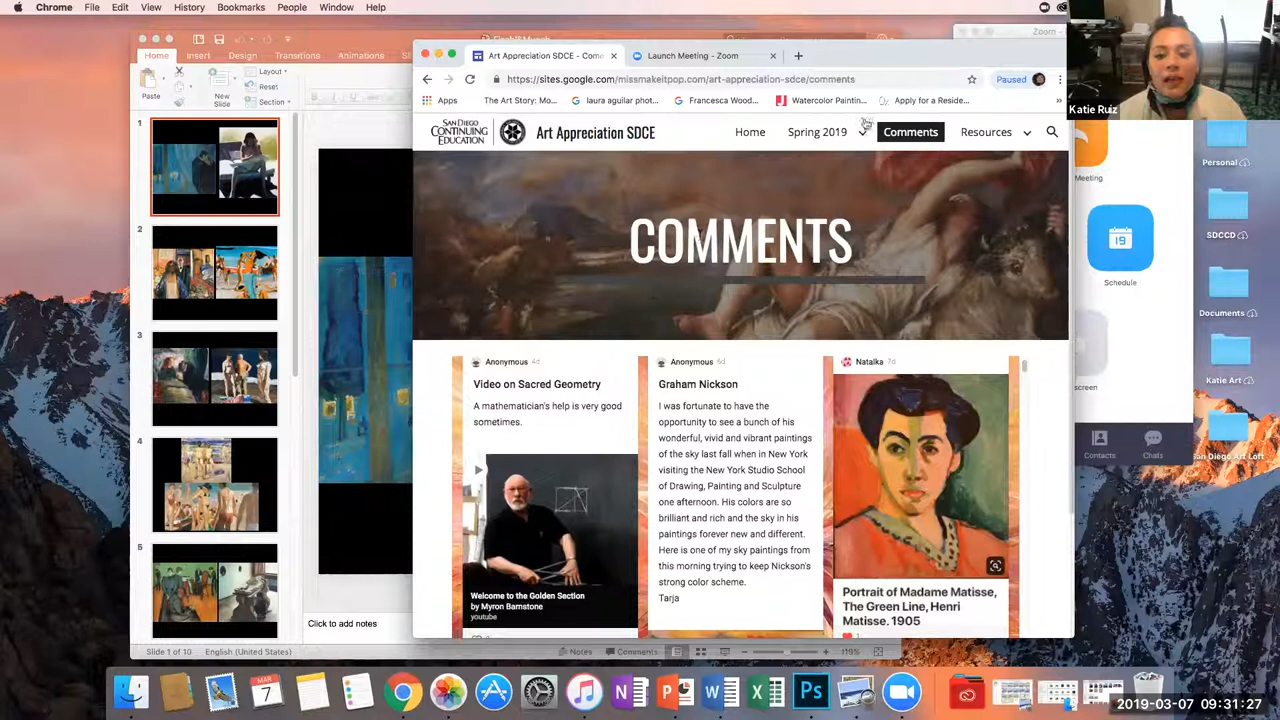 Chrome File Edit View History Bookmarks People Window Help
Katie Ruiz
Home Insert Design Transitions Animations
Paste
New
Slide
Layout
Reset
Section
1
2
3
4
5
Click to add notes
Slide 1 of 10 English (United States)
Notes Comments 119%
Art Appreciation SDCE - Com
Launch Meeting - Zoom
Zoom
https://sites.google.com/missmakeitpop/art-appreciation-sdce/comments
Paused
Apps The Art Story: Mo... laura aguilar phot... Francesca Wood... Watercolor Paintin... Apply for a Reside... »
SAN DIEGO
CONTINUING
EDUCATION
Art Appreciation SDCE
Home Spring 2019 Comments Resources
COMMENTS
Anonymous 4d
Video on Sacred Geometry
A mathematician's help is very good
sometimes.
Welcome to the Golden Section
by Myron Barnstone
youtube
Anonymous 6d
Graham Nickson
I was fortunate to have the
opportunity to see a bunch of his
wonderful, vivid and vibrant paintings
of the sky last fall when in New York
visiting the New York Studio School
of Drawing, Painting and Sculpture
one afternoon. His colors are so
brilliant and rich and the sky in his
paintings forever new and different.
Here is one of my sky paintings from
this morning trying to keep Nickson's
strong color scheme.
Tarja
Natalka 7d
Portrait of Madame Matisse,
The Green Line, Henri
Matisse. 1905
1
Meeting
19
Schedule
screen
Contacts
Chats
Personal
SDCCD
Documents
Katie Art
San Diego Art Loft
MAR
7
N
P
W
X
Ps
2019-03-07 09:31:27